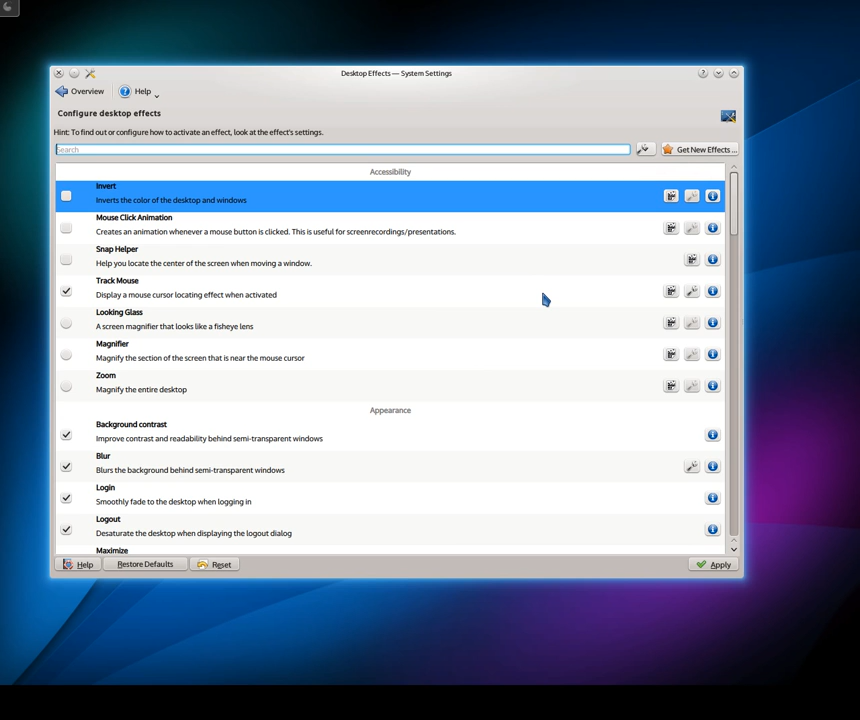 Desktop Effects — System Settings
Overview
Help
Configure desktop effects
Hint: To find out or configure how to activate an effect, look at the effect's settings.
Search
Get New Effects ...
Accessibility
Invert
Inverts the color of the desktop and windows
Mouse Click Animation
Creates an animation whenever a mouse button is clicked. This is useful for screenrecordings/presentations.
Snap Helper
Help you locate the center of the screen when moving a window.
Track Mouse
Display a mouse cursor locating effect when activated
Looking Glass
A screen magnifier that looks like a fisheye lens
Magnifier
Magnify the section of the screen that is near the mouse cursor
Zoom
Magnify the entire desktop
Appearance
Background contrast
Improve contrast and readability behind semi-transparent windows
Blur
Blurs the background behind semi-transparent windows
Login
Smoothly fade to the desktop when logging in
Logout
Desaturate the desktop when displaying the logout dialog
Maximize
Help
Restore Defaults
Reset
Apply